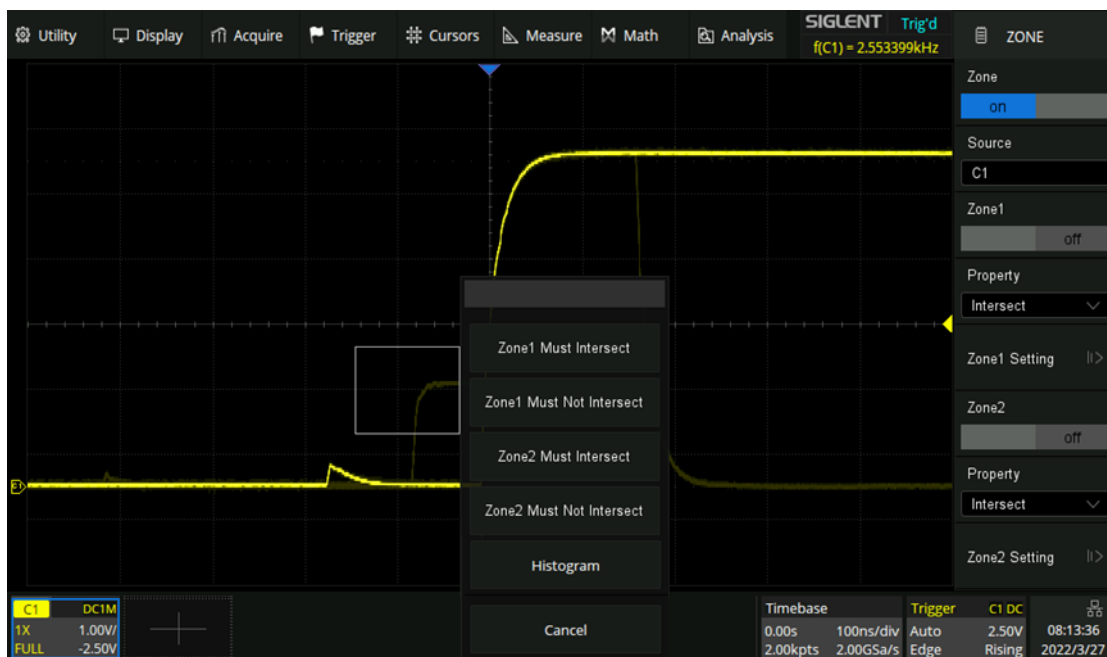 Utility Display Acquire Trigger Cursors Measure Math Analysis
SIGLENT Trig'd
f(C1) = 2.553399kHz
ZONE
Zone
on
Source
C1
Zone1
off
Property
Intersect
Zone1 Setting
Zone2
off
Property
Intersect
Zone2 Setting
Zone1 Must Intersect
Zone1 Must Not Intersect
Zone2 Must Intersect
Zone2 Must Not Intersect
Histogram
Cancel
C1
C1 DC1M
1X 1.00V/
FULL -2.50V
Timebase
0.00s 100ns/div
2.00kpts 2.00GSa/s
Trigger C1 DC
Auto 2.50V
Edge Rising
08:13:36
2022/3/27